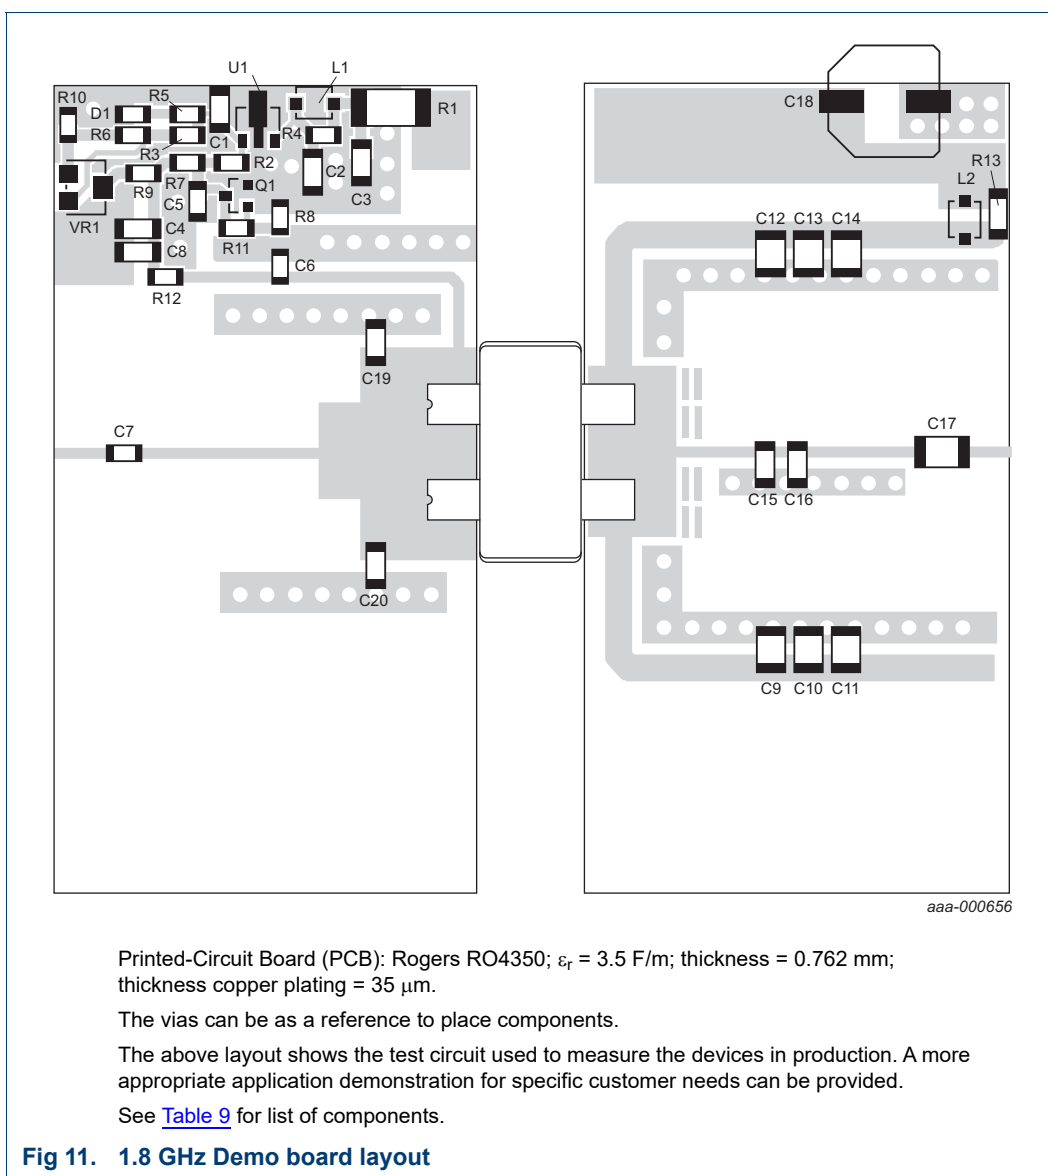 U1
L1
C18
R10
R5
D1
R1
R6
R4
C1
R3
R2
C2
R13
R7
Q1
L2
R9
C3
C5
R8
C12 C13 C14
VR1
C4
R11
C8
C6
R12
C19
C7
C17
C15 C16
C20
C9 C10 C11
aaa-000656
Printed-Circuit Board (PCB): Rogers RO4350; εr = 3.5 F/m; thickness = 0.762 mm;
thickness copper plating = 35 μm.
The vias can be as a reference to place components.
The above layout shows the test circuit used to measure the devices in production. A more
appropriate application demonstration for specific customer needs can be provided.
See Table 9 for list of components.
Fig 11. 1.8 GHz Demo board layout